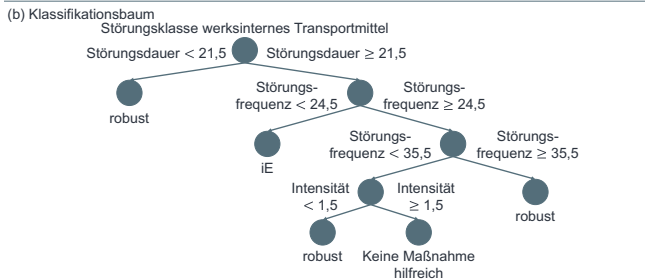 (b) Klassifikationsbaum
Störungsklasse werksinternes Transportmittel
Störungsdauer < 21,5 Störungsdauer ≥ 21,5
robust
Störungs-
frequenz < 24,5
Störungs-
frequenz ≥ 24,5
iE
Störungs-
frequenz < 35,5
Störungs-
frequenz ≥ 35,5
Intensität
< 1,5
Intensität
≥ 1,5
robust
robust
Keine Maßnahme
hilfreich